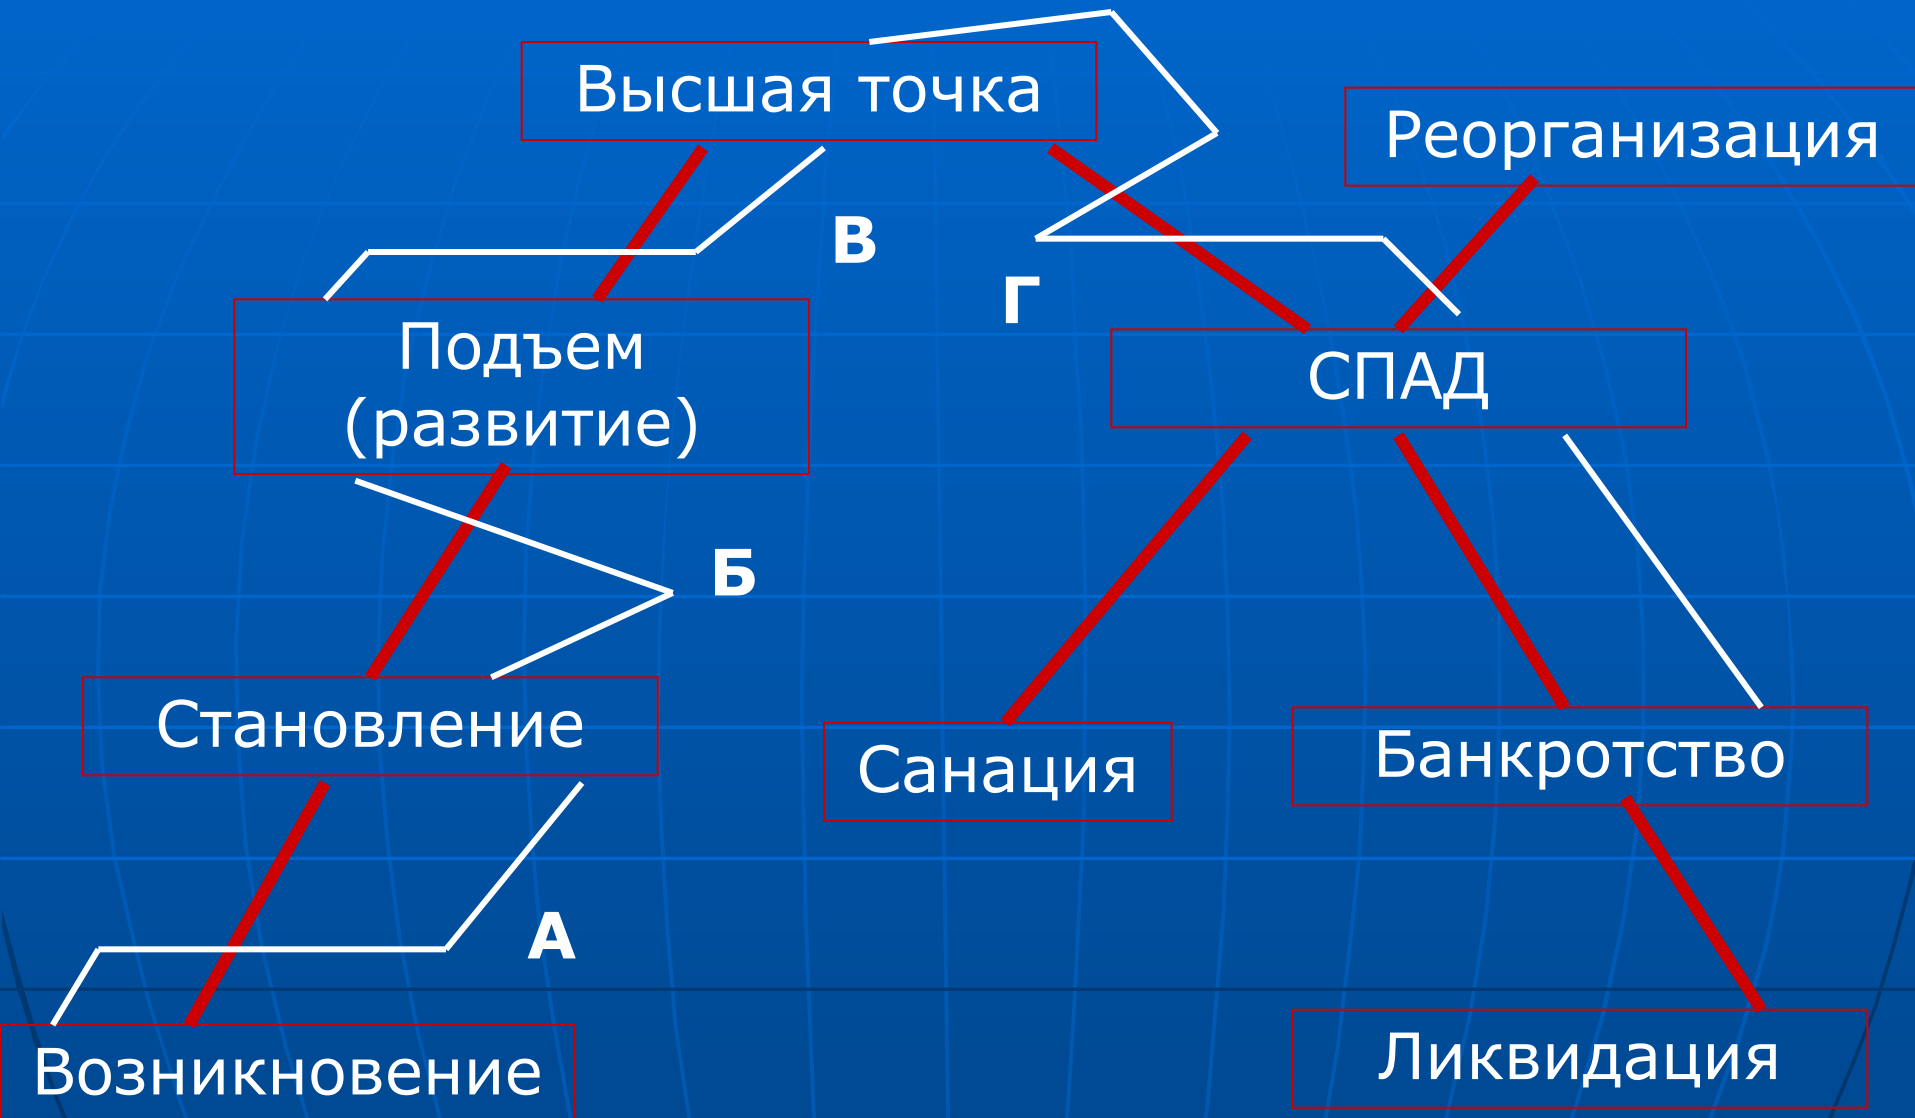 Высшая точка
Реорганизация
В
Г
Подъем
(развитие)
СПАД
Б
Становление
Санация
Банкротство
А
Возникновение
Ликвидация